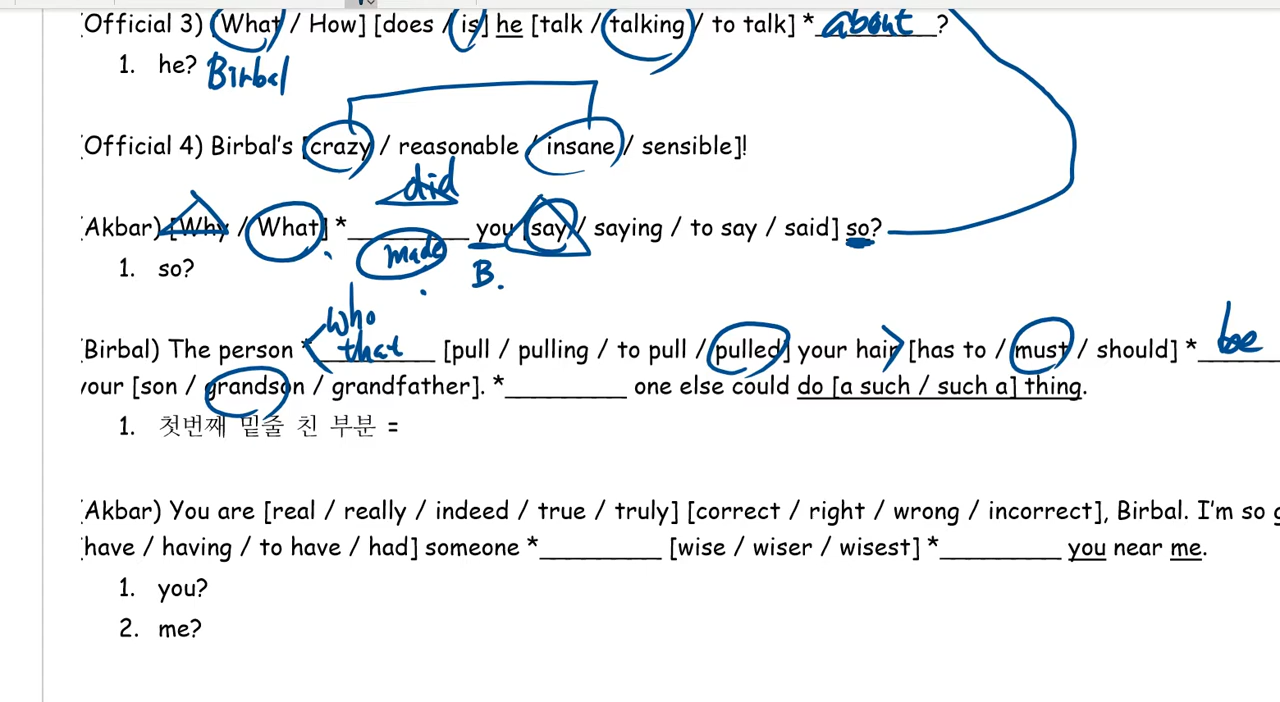 (Official 3) [What / How] [does / is] he [talk / talking / to talk] *about?
1. he? Birbal
(Official 4) Birbal's [crazy / reasonable / insane / sensible]!
did
(Akbar) [Why / What] *__________ you [say / saying / to say / said] so?
made
B.
1. so?
who
(Birbal) The person *that [pull / pulling / to pull / pulled] your hair [has to / must / should] *be
your [son / grandson / grandfather]. *__________ one else could do [a such / such a] thing.
1. 첫번째 밑줄 친 부분 =
(Akbar) You are [real / really / indeed / true / truly] [correct / right / wrong / incorrect], Birbal. I'm so
[have / having / to have / had] someone *__________ [wise / wiser / wisest] *__________ you near me.
1. you?
2. me?